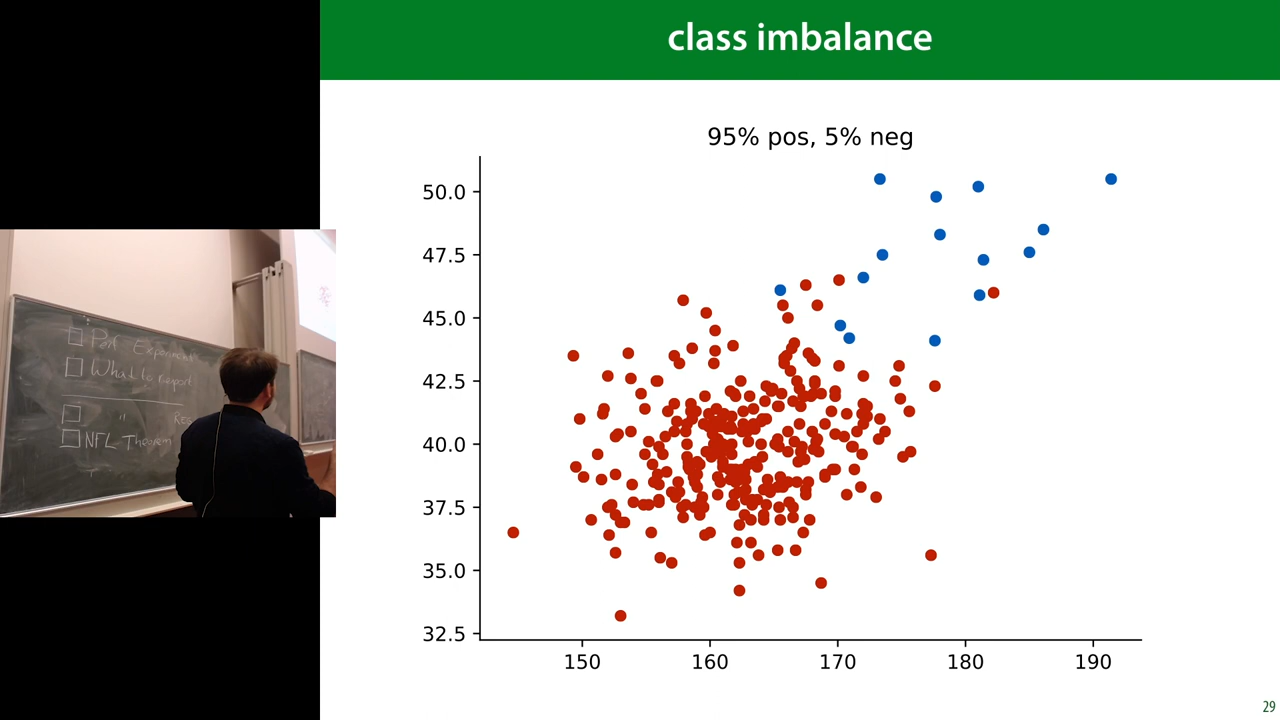 class imbalance
95% pos, 5% neg
50.0
47.5
45.0
42.5
40.0
37.5
35.0
32.5
150 160 170 180 190
29
What to Report
"
NFL Theorem